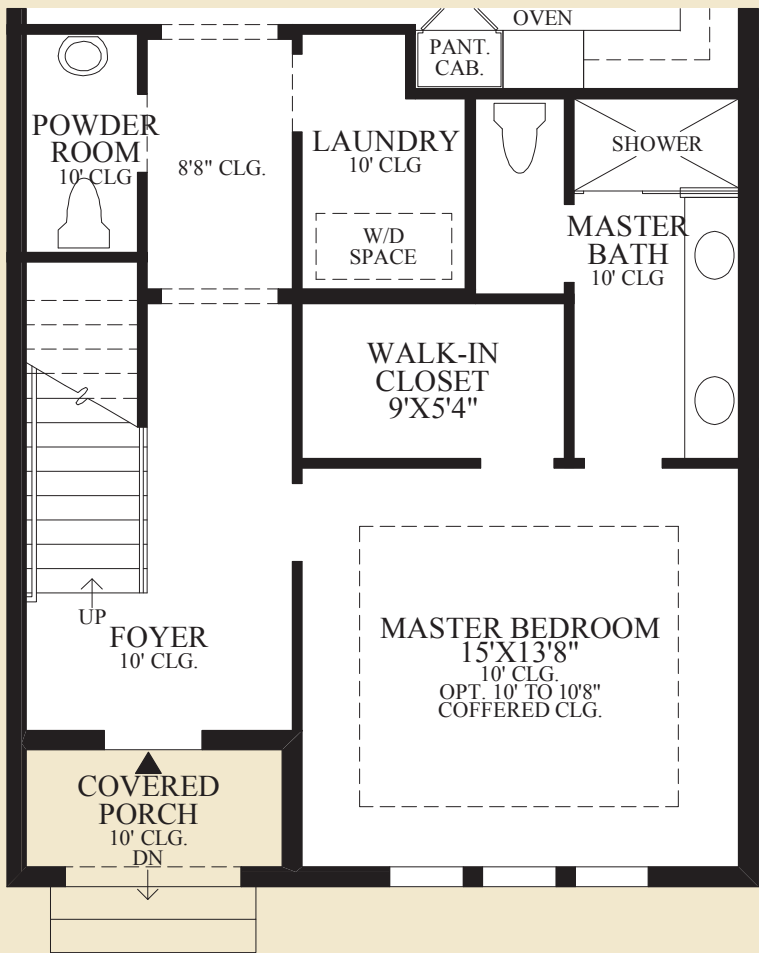 OVEN
PANT.
CAB.
POWDER
ROOM
10' CLG
8'8" CLG.
LAUNDRY
10' CLG
W/D
SPACE
SHOWER
MASTER
BATH
10' CLG
WALK-IN
CLOSET
9'X5'4"
UP
FOYER
10' CLG.
MASTER BEDROOM
15'X13'8"
10' CLG.
OPT. 10' TO 10'8"
COFFERED CLG.
COVERED
PORCH
10' CLG.
DN